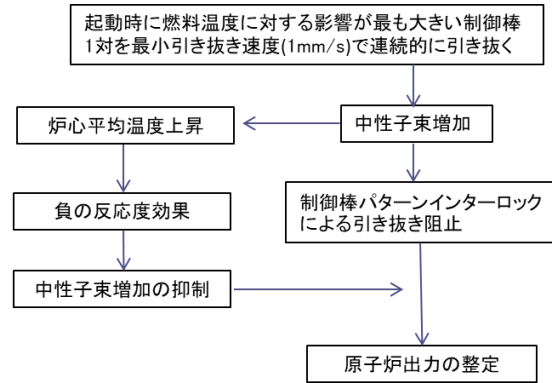 起動時に燃料温度に対する影響が最も大きい制御棒
1対を最小引き抜き速度(1mm/s)で連続的に引き抜く
炉心平均温度上昇
中性子束増加
負の反応度効果
制御棒パターンインターロック
による引き抜き阻止
中性子束増加の抑制
原子炉出力の整定